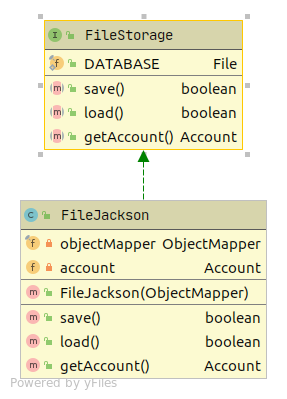 FileStorage
DATABASE File
save() boolean
load() boolean
getAccount() Account
FileJackson
objectMapper ObjectMapper
account Account
FileJackson(ObjectMapper)
save() boolean
load() boolean
getAccount() Account
Powered by yFiles